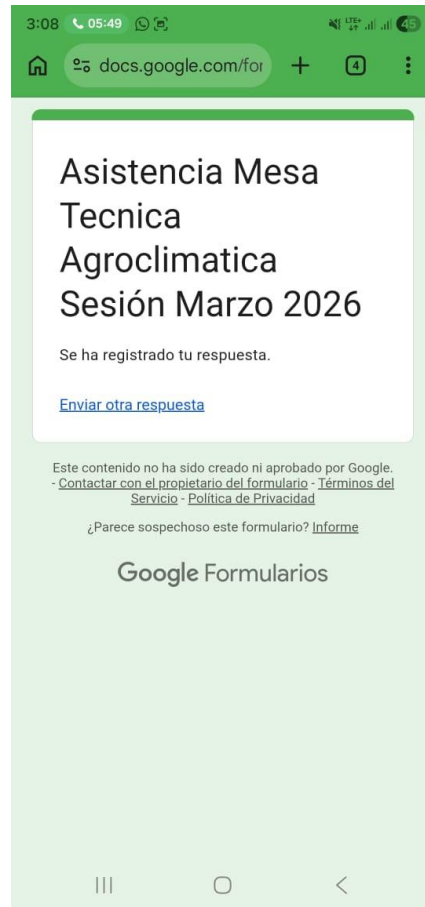 3:08 05:49 LTE+ 45
docs.google.com/for 4
Asistencia Mesa
Tecnica
Agroclimatica
Sesión Marzo 2026
Se ha registrado tu respuesta.
Enviar otra respuesta
Este contenido no ha sido creado ni aprobado por Google.
- Contactar con el propietario del formulario - Términos del
Servicio - Política de Privacidad
¿Parece sospechoso este formulario? Informe
Google Formularios